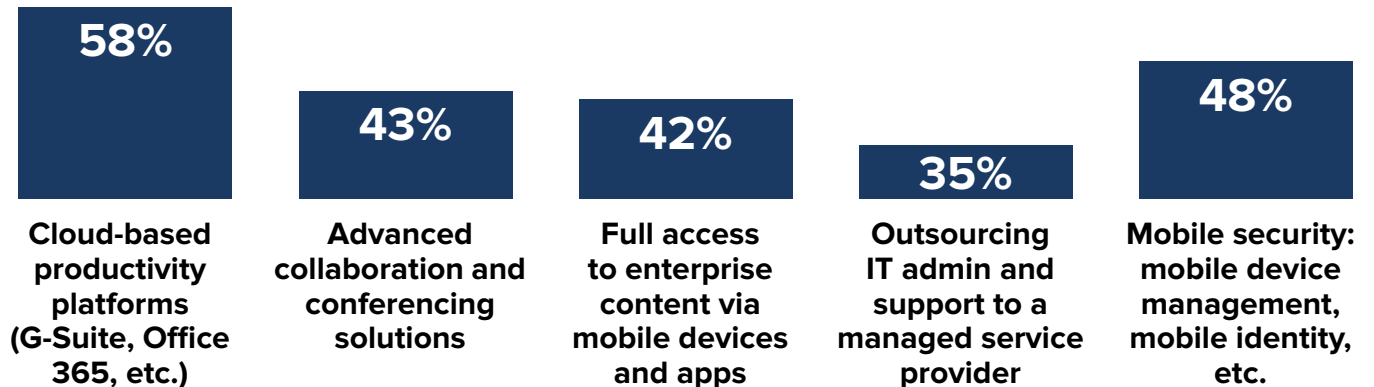 58%
43%
42%
35%
48%
Cloud-based
productivity
platforms
(G-Suite, Office
365, etc.)
Advanced
collaboration and
conferencing
solutions
Full access
to enterprise
content via
mobile devices
and apps
Outsourcing
IT admin and
support to a
managed service
provider
Mobile security:
mobile device
management,
mobile identity,
etc.